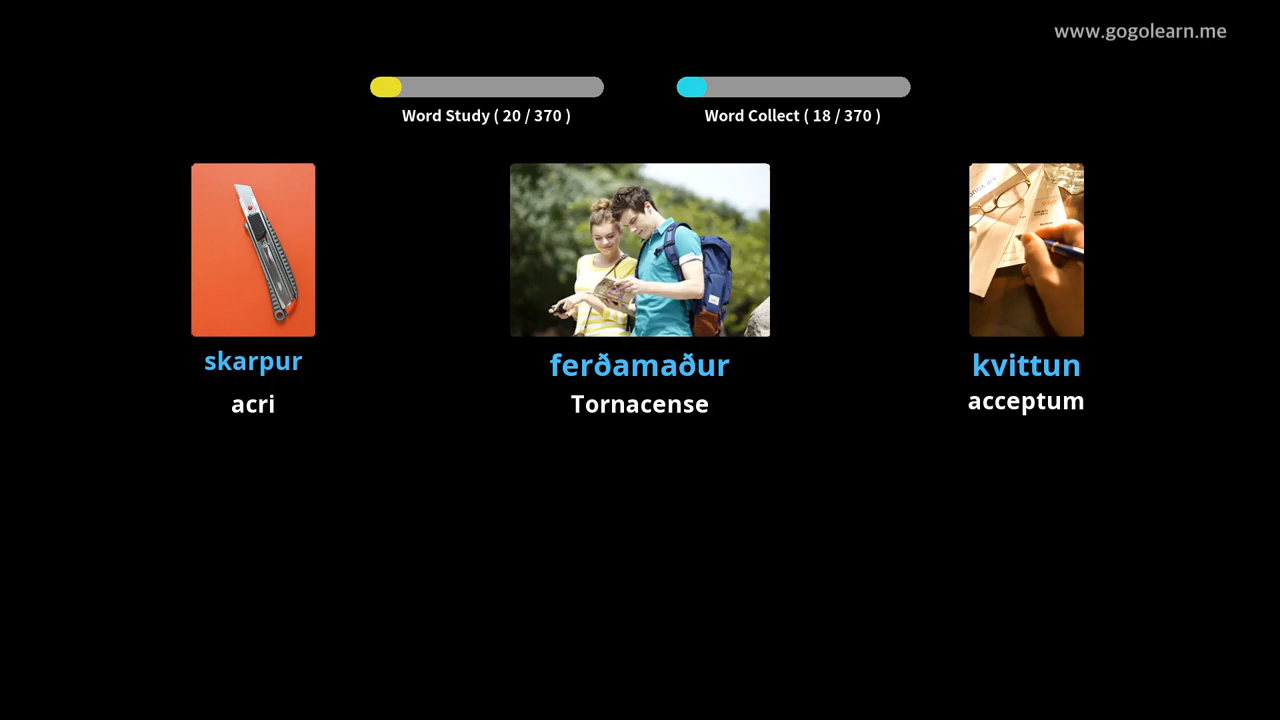 www.gogolearn.me
Word Study ( 20 / 370 )
Word Collect ( 18 / 370 )
skarpur
acri
ferðamaður
Tornacense
kvittun
acceptum